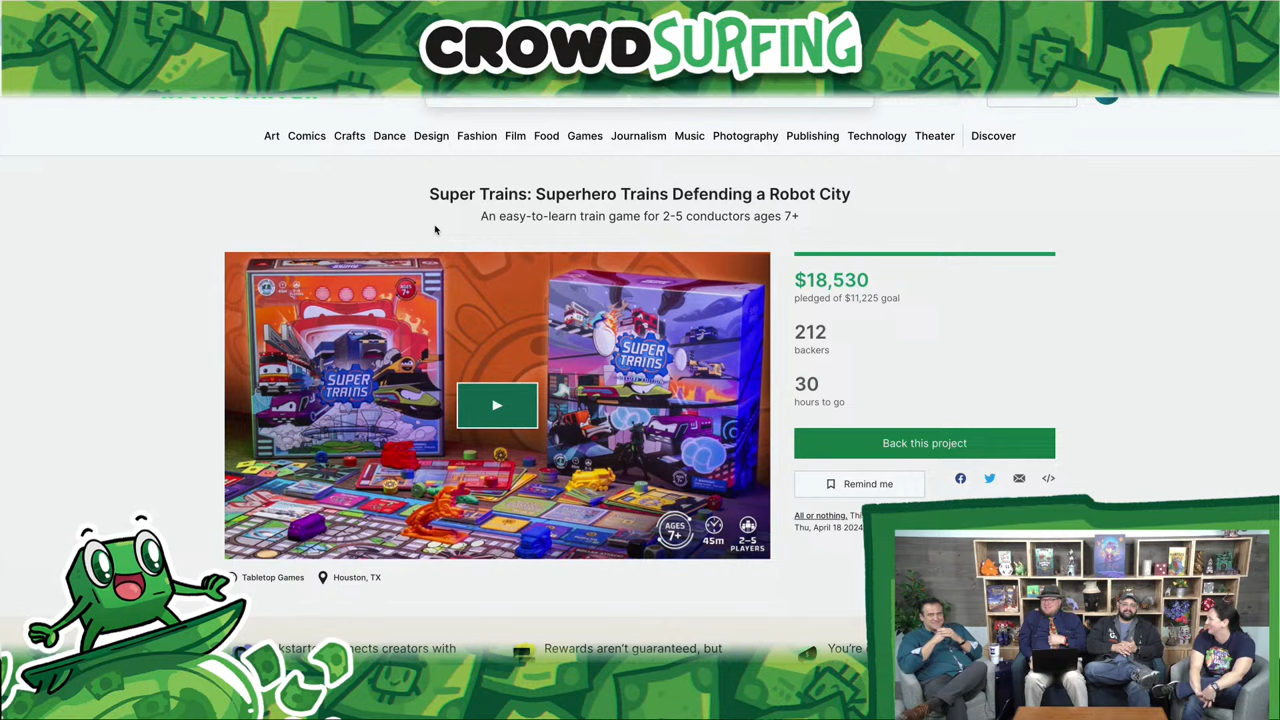 CROWDSURFING
Art Comics Crafts Dance Design Fashion Film Food Games Journalism Music Photography Publishing Technology Theater Discover
Super Trains: Superhero Trains Defending a Robot City
An easy-to-learn train game for 2-5 conductors ages 7+
$18,530
pledged of $11,225 goal
212
backers
30
hours to go
Back this project
Remind me
All or nothing. This
Thu, April 18 2024
SUPER
TRAINS
AGES
7+
SUPER
TRAINS
AGES
7+
45m
2–5
PLAYERS
Tabletop Games Houston, TX
Rewards aren't guaranteed, but
You're